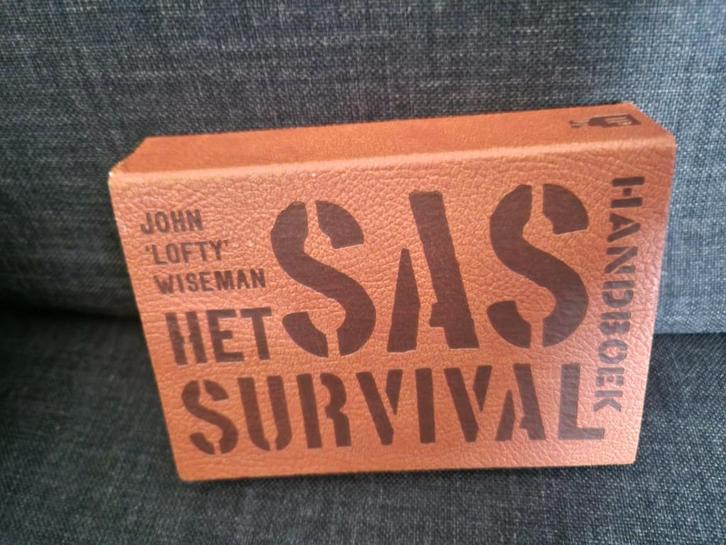 JOHN
'LOFTY'
WISEMAN
HET SAS
SURVIVAL
HANDBOEK